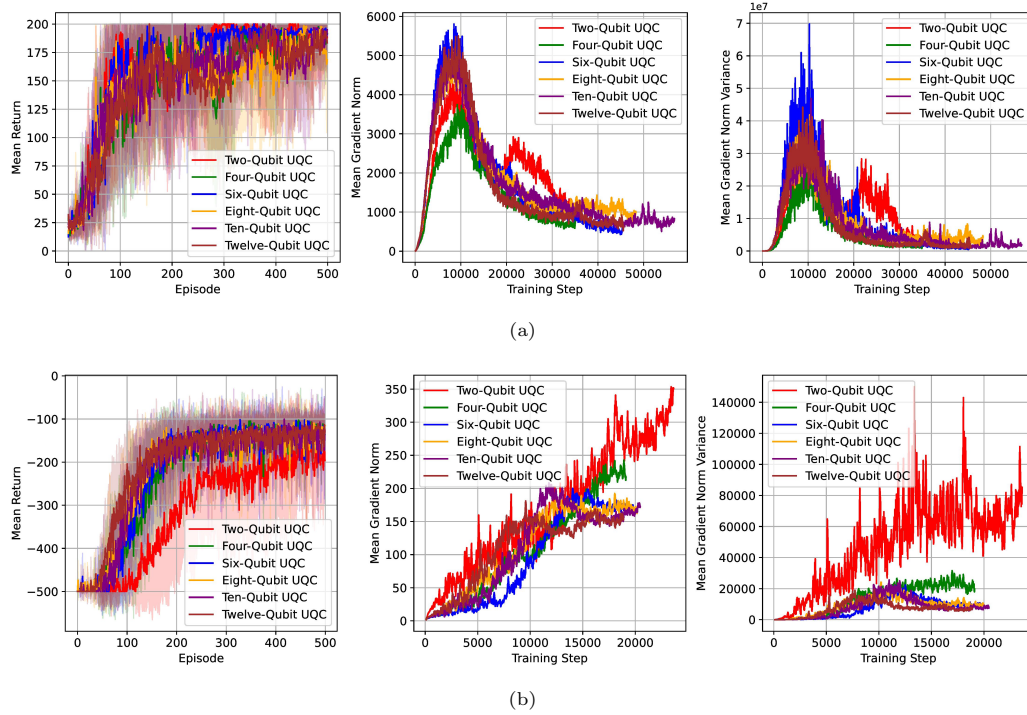 200
175
150
125
100
75
50
25
0
Mean Return
0 100 200 300 400 500
Episode
Two-Qubit UQC
Four-Qubit UQC
Six-Qubit UQC
Eight-Qubit UQC
Ten-Qubit UQC
Twelve-Qubit UQC
6000
5000
4000
3000
2000
1000
0
Mean Gradient Norm
0 10000 20000 30000 40000 50000
Training Step
Two-Qubit UQC
Four-Qubit UQC
Six-Qubit UQC
Eight-Qubit UQC
Ten-Qubit UQC
Twelve-Qubit UQC
1e7
7
6
5
4
3
2
1
0
Mean Gradient Norm Variance
0 10000 20000 30000 40000 50000
Training Step
Two-Qubit UQC
Four-Qubit UQC
Six-Qubit UQC
Eight-Qubit UQC
Ten-Qubit UQC
Twelve-Qubit UQC
(a)
0
−100
−200
−300
−400
−500
Mean Return
0 100 200 300 400 500
Episode
Two-Qubit UQC
Four-Qubit UQC
Six-Qubit UQC
Eight-Qubit UQC
Ten-Qubit UQC
Twelve-Qubit UQC
350
300
250
200
150
100
50
0
Mean Gradient Norm
0 5000 10000 15000 20000
Training Step
Two-Qubit UQC
Four-Qubit UQC
Six-Qubit UQC
Eight-Qubit UQC
Ten-Qubit UQC
Twelve-Qubit UQC
140000
120000
100000
80000
60000
40000
20000
0
Mean Gradient Norm Variance
0 5000 10000 15000 20000
Training Step
Two-Qubit UQC
Four-Qubit UQC
Six-Qubit UQC
Eight-Qubit UQC
Ten-Qubit UQC
Twelve-Qubit UQC
(b)